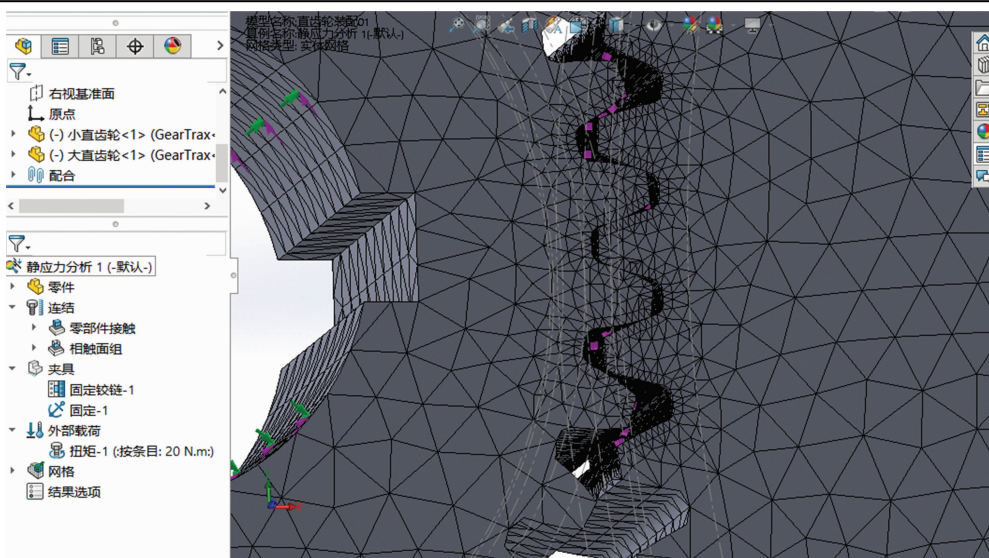 模型名称:直齿轮装配01
算例名称:静应力分析 1(-默认-)
网格类型: 实体网格
右视基准面
原点
(-) 小直齿轮<1> (GearTrax<
(-) 大直齿轮<1> (GearTrax<
配合
静应力分析 1 (-默认-)
零件
连结
零部件接触
相触面组
夹具
固定铰链-1
固定-1
外部载荷
扭矩-1 (:按条目: 20 N.m:)
网格
结果选项